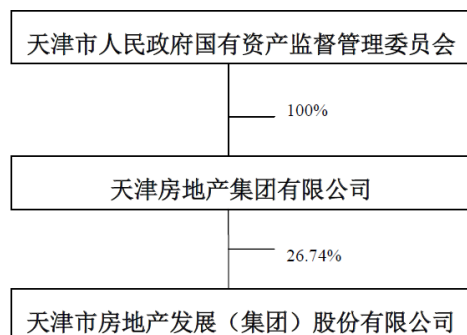 天津市人民政府国有资产监督管理委员会
100%
天津房地产集团有限公司
26.74%
天津市房地产发展（集团）股份有限公司